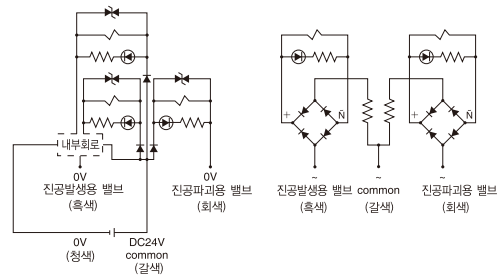 내부회로
0V
진공발생용 밸브
(흑색)
0V
진공파괴용 밸브
(회색)
0V
(청색)
DC24V
common
(갈색)
+
~
N
+
~
N
~
진공발생용 밸브
(흑색)
~
common
(갈색)
~
진공파괴용 밸브
(회색)